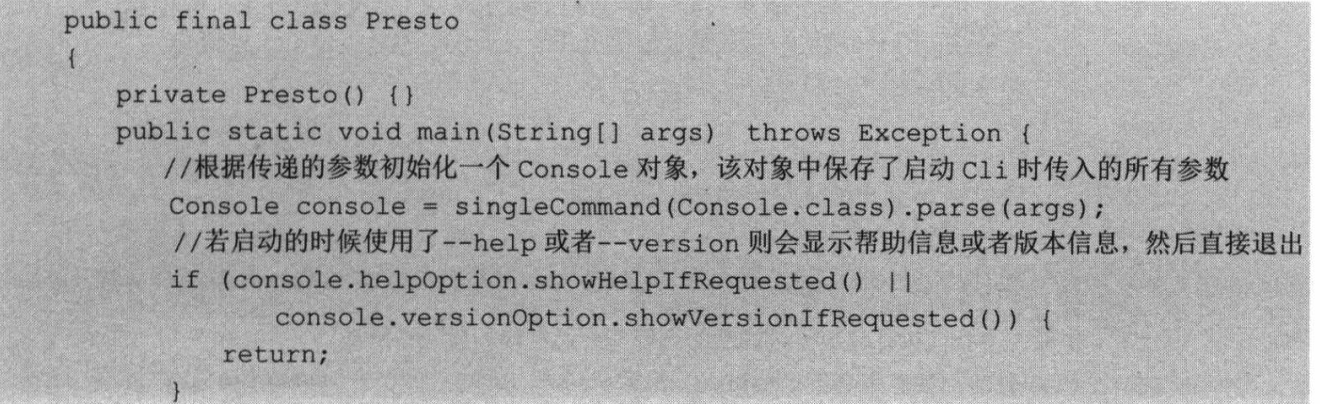 public final class Presto
{
private Presto() {}
public static void main(String[] args)  throws Exception {
//根据传递的参数初始化一个 Console 对象，该对象中保存了启动 Cli 时传入的所有参数
Console console = singleCommand(Console.class).parse(args);
//若启动的时候使用了--help 或者--version 则会显示帮助信息或者版本信息，然后直接退出
if (console.helpOption.showHelpIfRequested() ||
console.versionOption.showVersionIfRequested()) {
return;
}